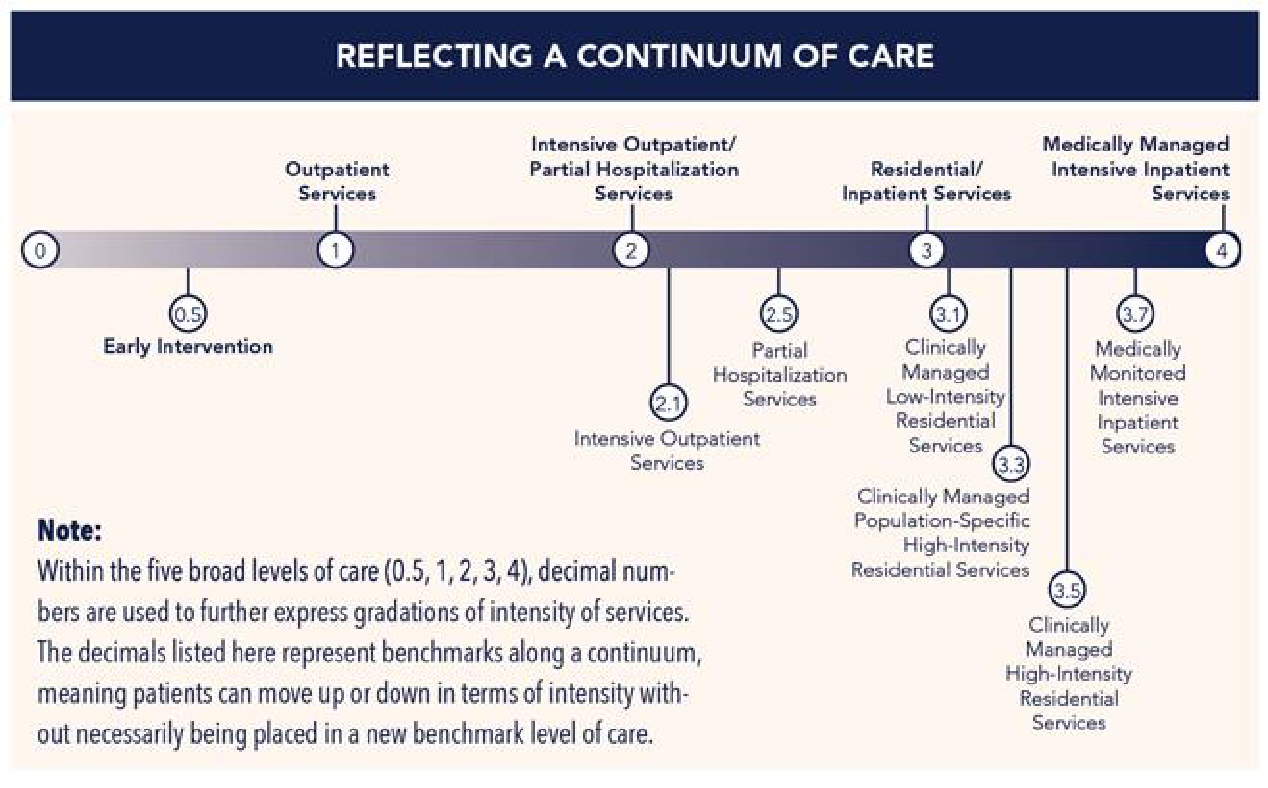 REFLECTING A CONTINUUM OF CARE
Outpatient
Services
Intensive Outpatient/
Partial Hospitalization
Services
Residential/
Inpatient Services
Medically Managed
Intensive Inpatient
Services
0
1
2
3
4
0.5
Early Intervention
2.1
Intensive Outpatient
Services
2.5
Partial
Hospitalization
Services
3.1
Clinically
Managed
Low-Intensity
Residential
Services
3.3
Clinically Managed
Population-Specific
High-Intensity
Residential Services
3.5
Clinically
Managed
High-Intensity
Residential
Services
3.7
Medically
Monitored
Intensive
Inpatient
Services
Note:
Within the five broad levels of care (0.5, 1, 2, 3, 4), decimal num-
bers are used to further express gradations of intensity of services.
The decimals listed here represent benchmarks along a continuum,
meaning patients can move up or down in terms of intensity with-
out necessarily being placed in a new benchmark level of care.